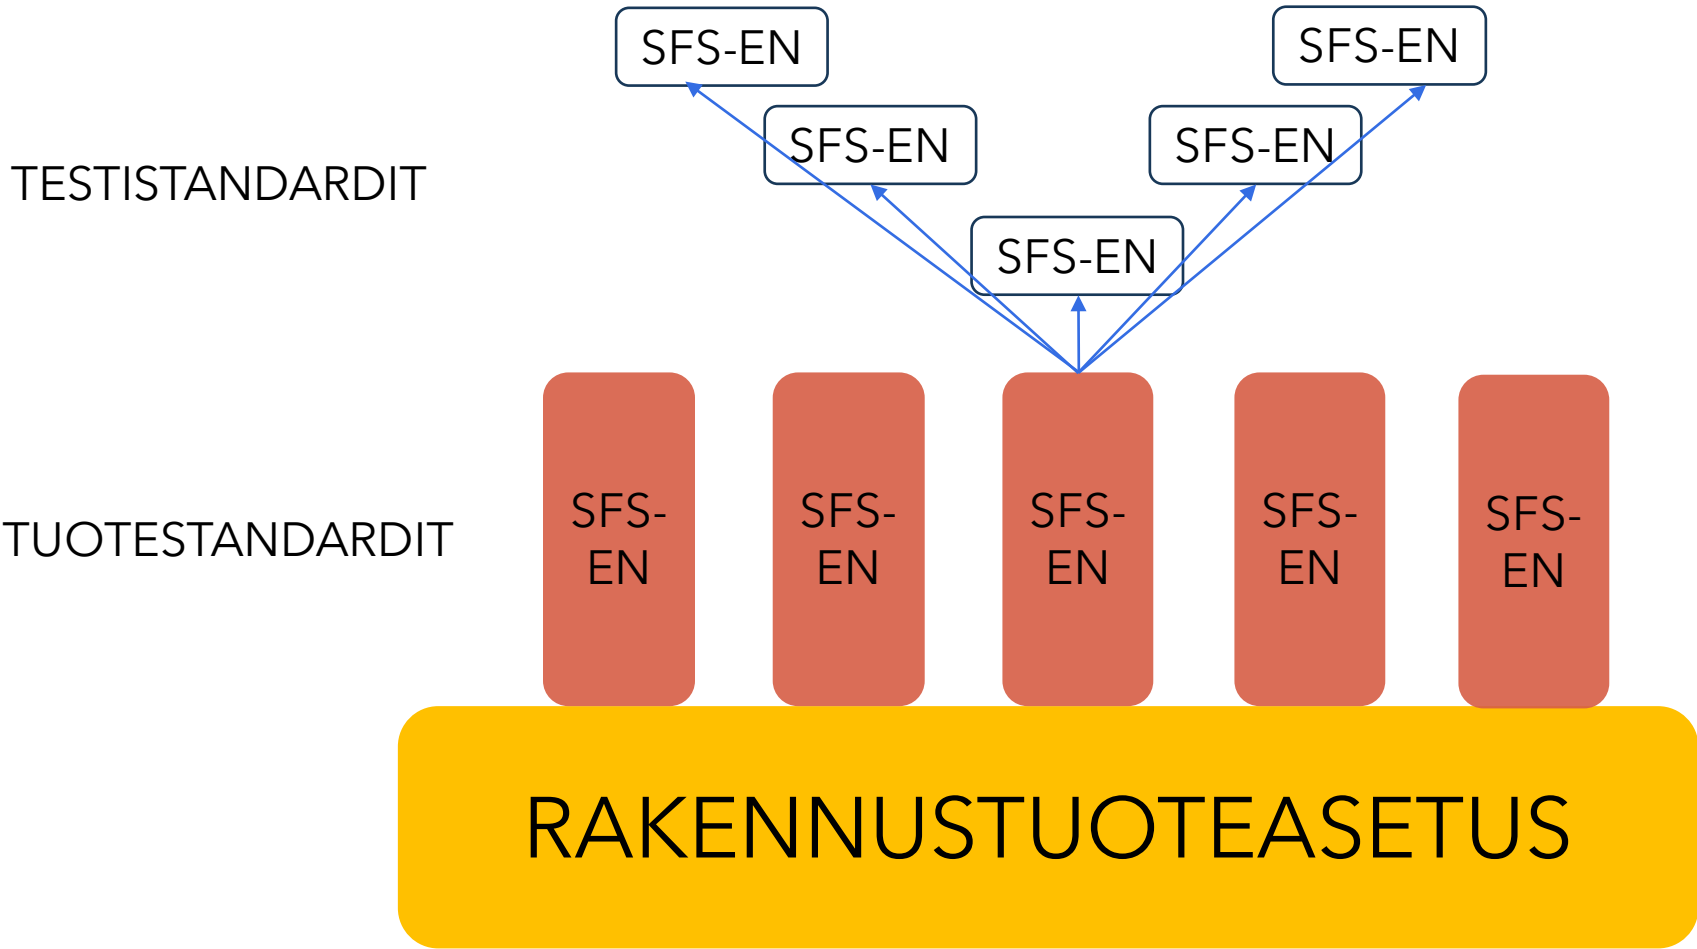 SFS-EN
SFS-EN
SFS-EN
SFS-EN
TESTISTANDARDIT
SFS-EN
SFS-
EN
SFS-
EN
SFS-
EN
SFS-
EN
SFS-
EN
TUOTESTANDARDIT
RAKENNUSTUOTEASETUS